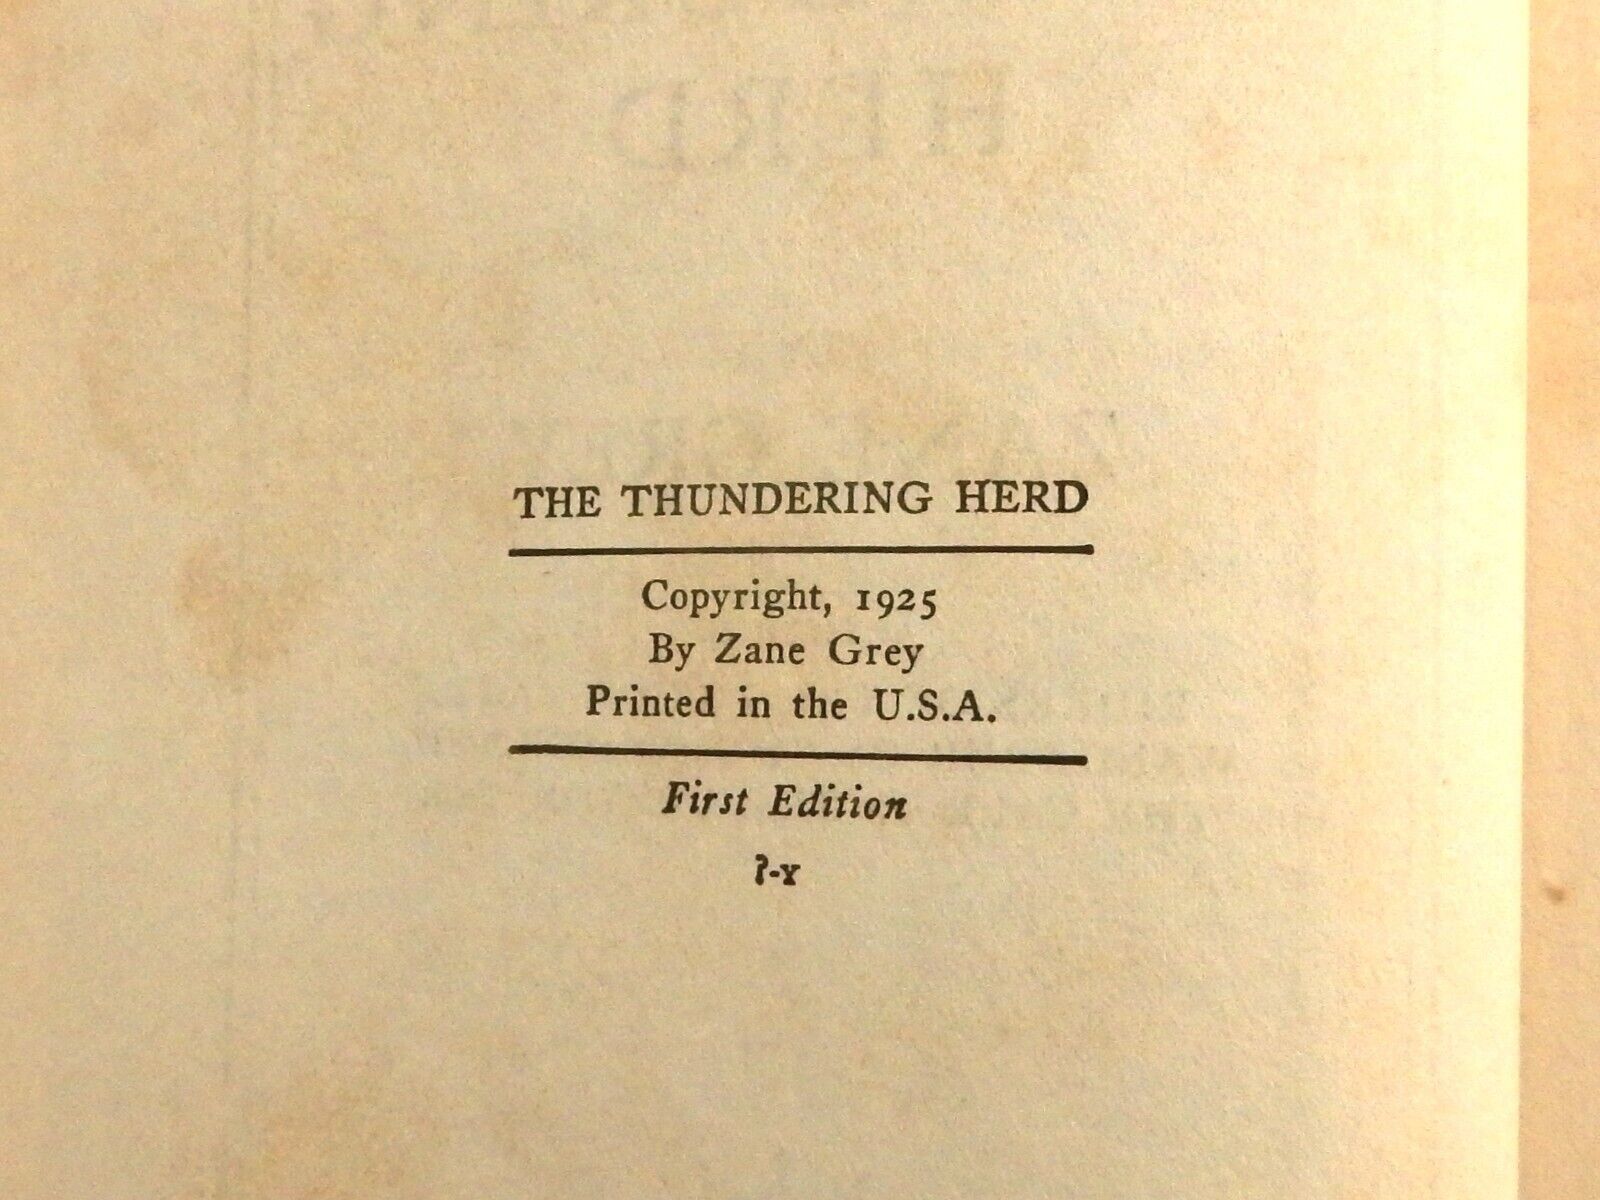 THE THUNDERING HERD
Copyright, 1925
By Zane Grey
Printed in the U.S.A.
First Edition